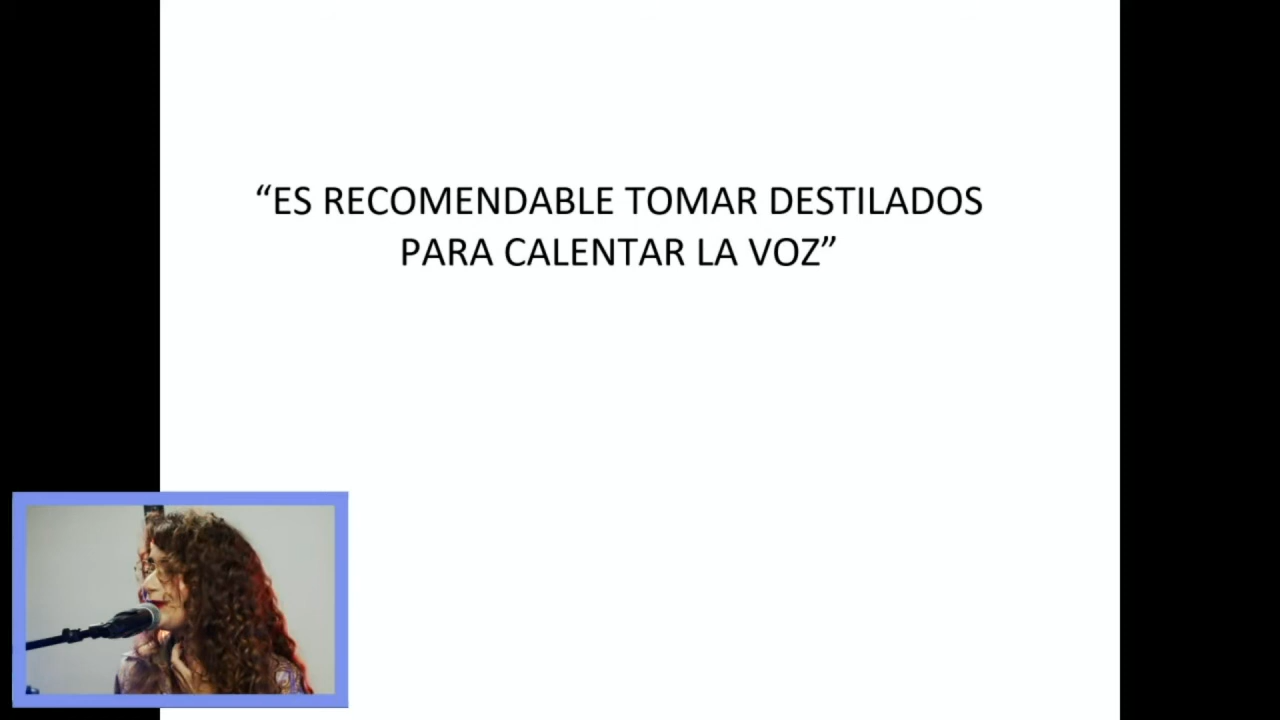 “ES RECOMENDABLE TOMAR DESTILADOS
PARA CALENTAR LA VOZ”